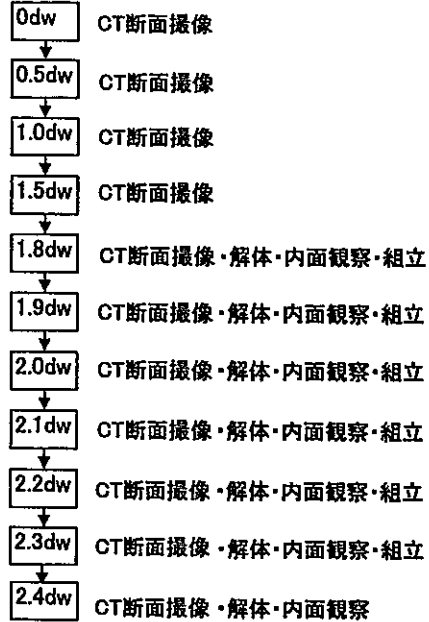 0dw CT断面撮像
0.5dw CT断面撮像
1.0dw CT断面撮像
1.5dw CT断面撮像
1.8dw CT断面撮像・解体・内面観察・組立
1.9dw CT断面撮像・解体・内面観察・組立
2.0dw CT断面撮像・解体・内面観察・組立
2.1dw CT断面撮像・解体・内面観察・組立
2.2dw CT断面撮像・解体・内面観察・組立
2.3dw CT断面撮像・解体・内面観察・組立
2.4dw CT断面撮像・解体・内面観察